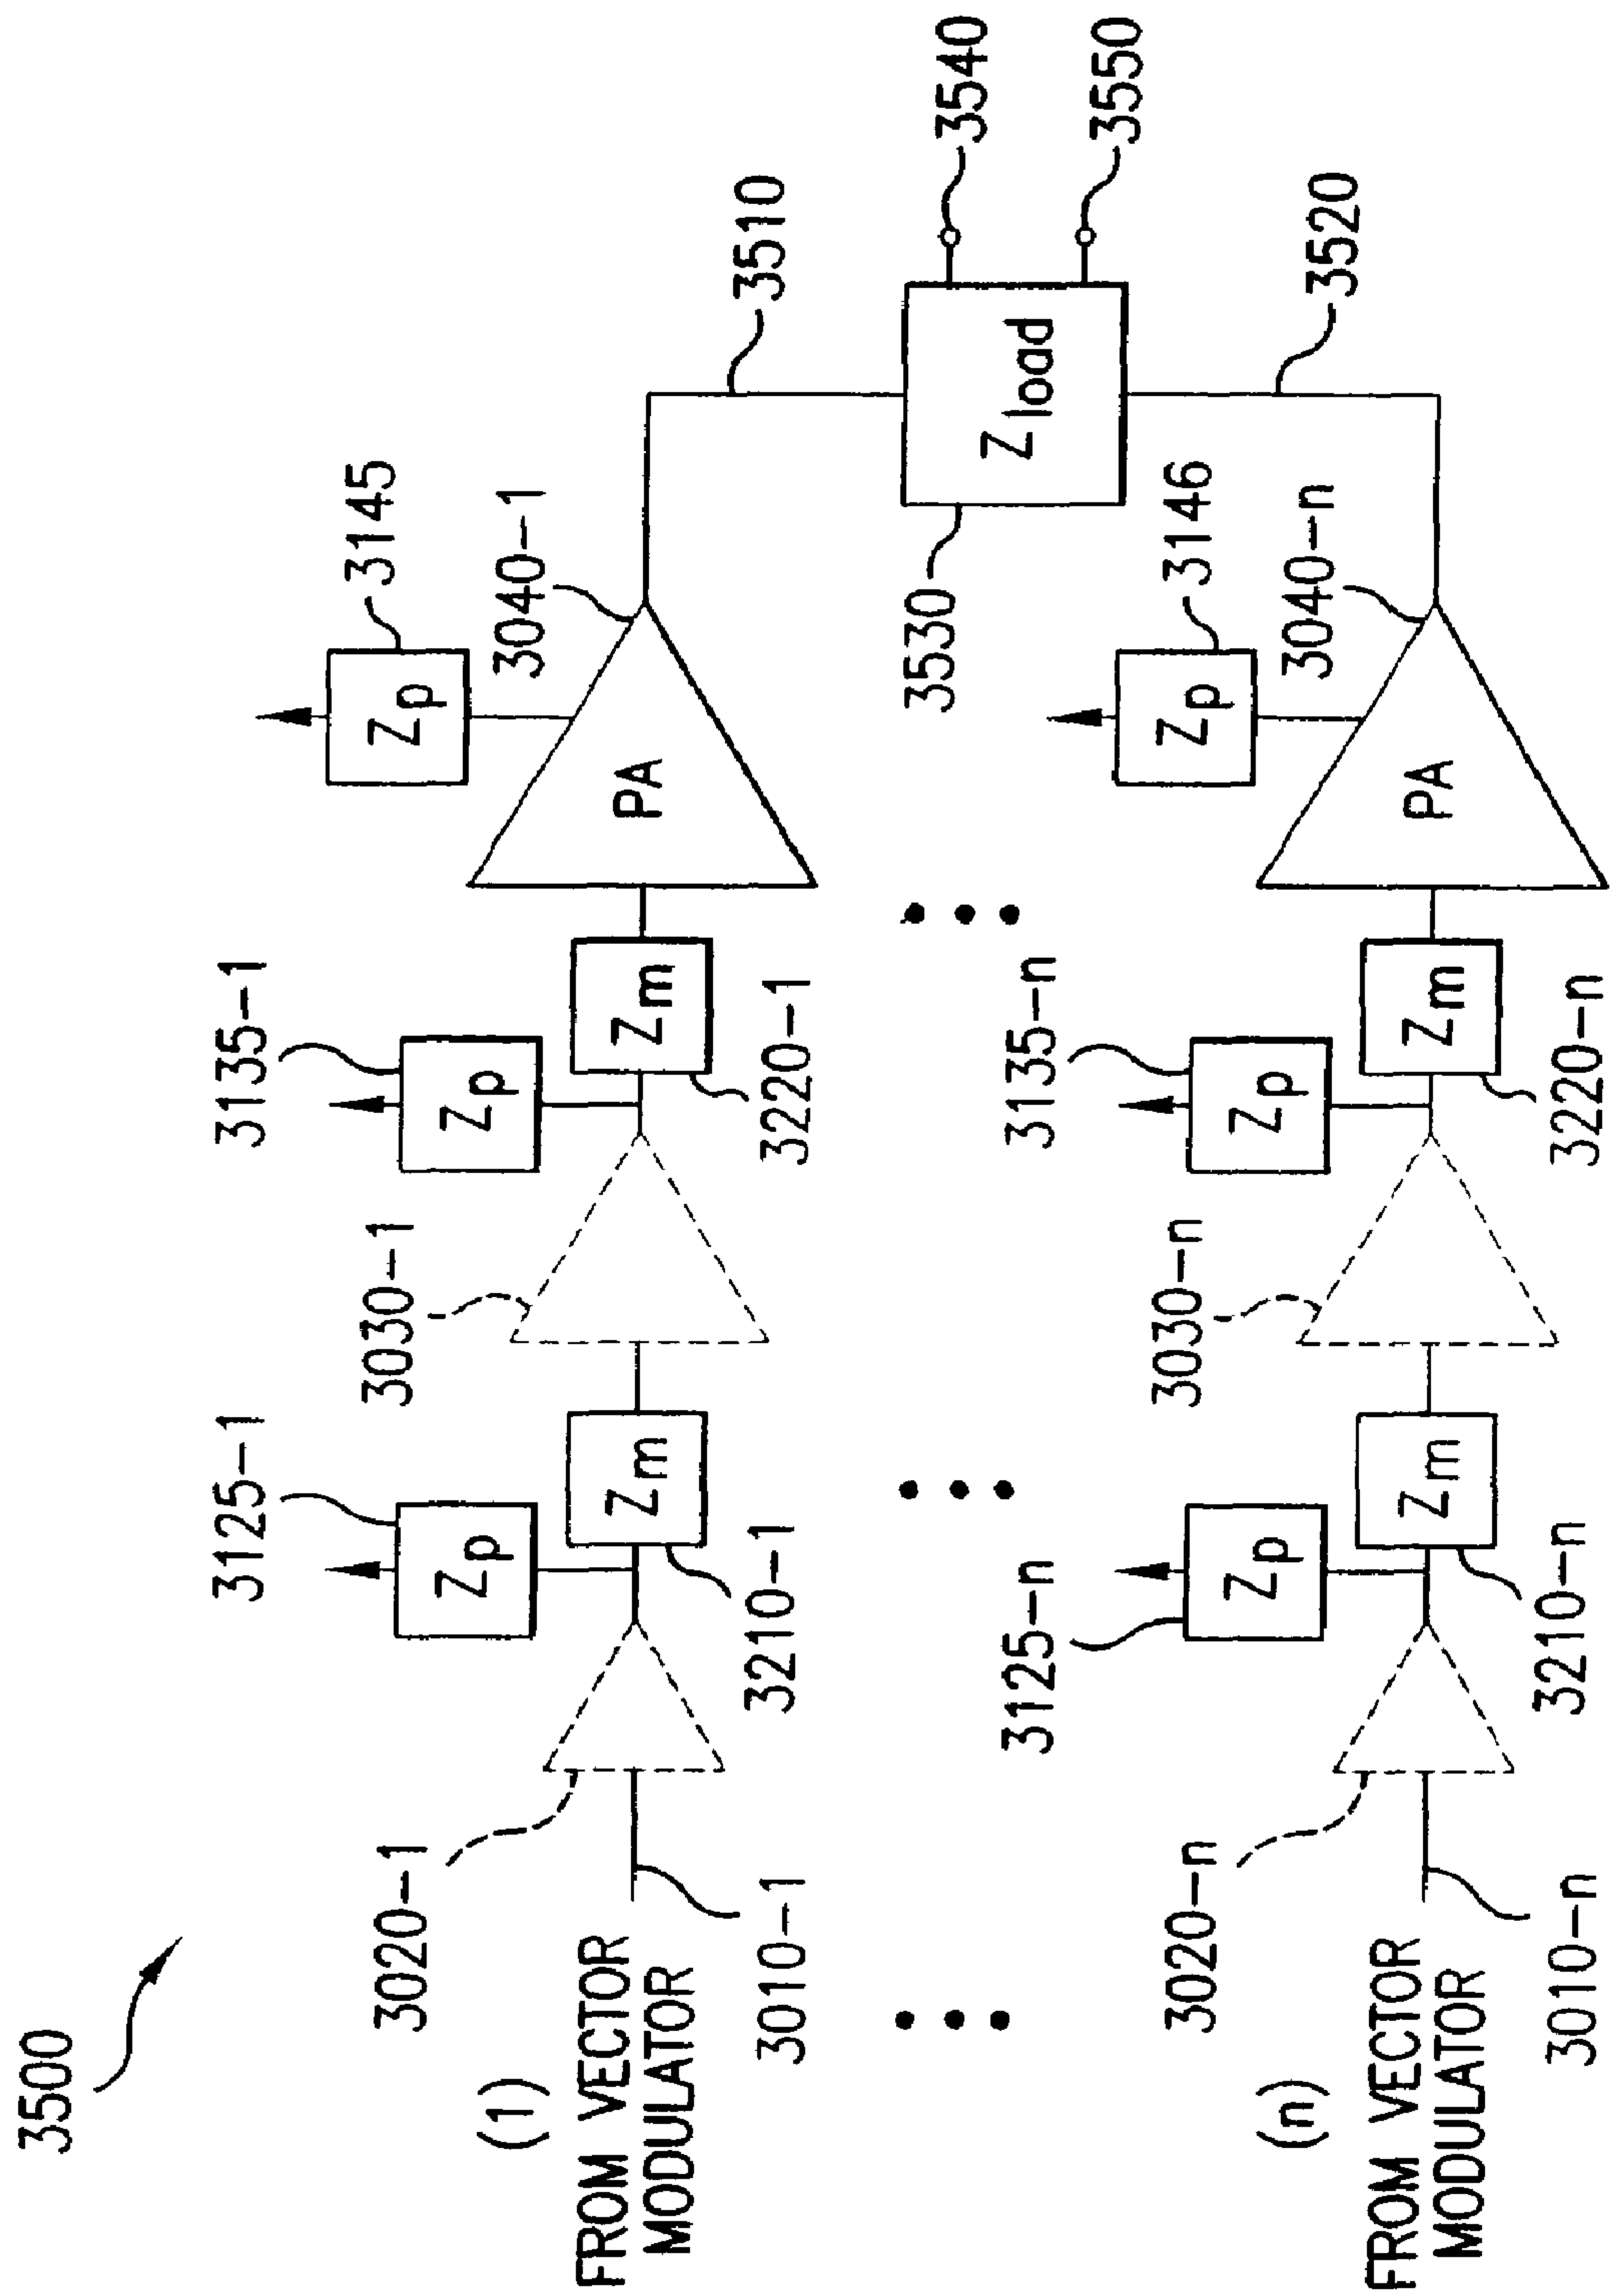 3500
(1)
FROM VECTOR
MODULATOR
3010-1
3020-1
3125-1
Zp
Zm
3210-1
3030-1
3135-1
Zp
Zm
3220-1
PA
3040-1
Zp
3145
3510
3530
Zload
3540
3550
(n)
FROM VECTOR
MODULATOR
3010-n
3020-n
3125-n
Zp
Zm
3210-n
3030-n
3135-n
Zp
Zm
3220-n
PA
3040-n
Zp
3146
3520